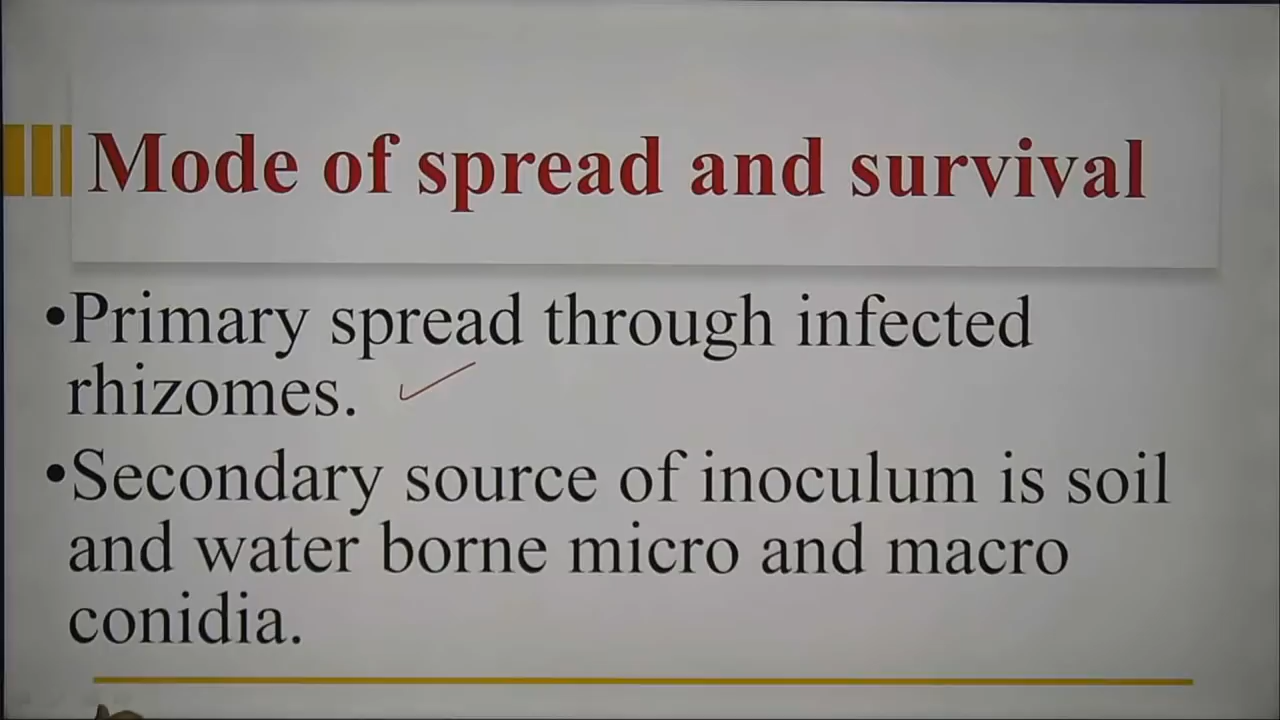 Mode of spread and survival
•Primary spread through infected
rhizomes.
•Secondary source of inoculum is soil
and water borne micro and macro
conidia.